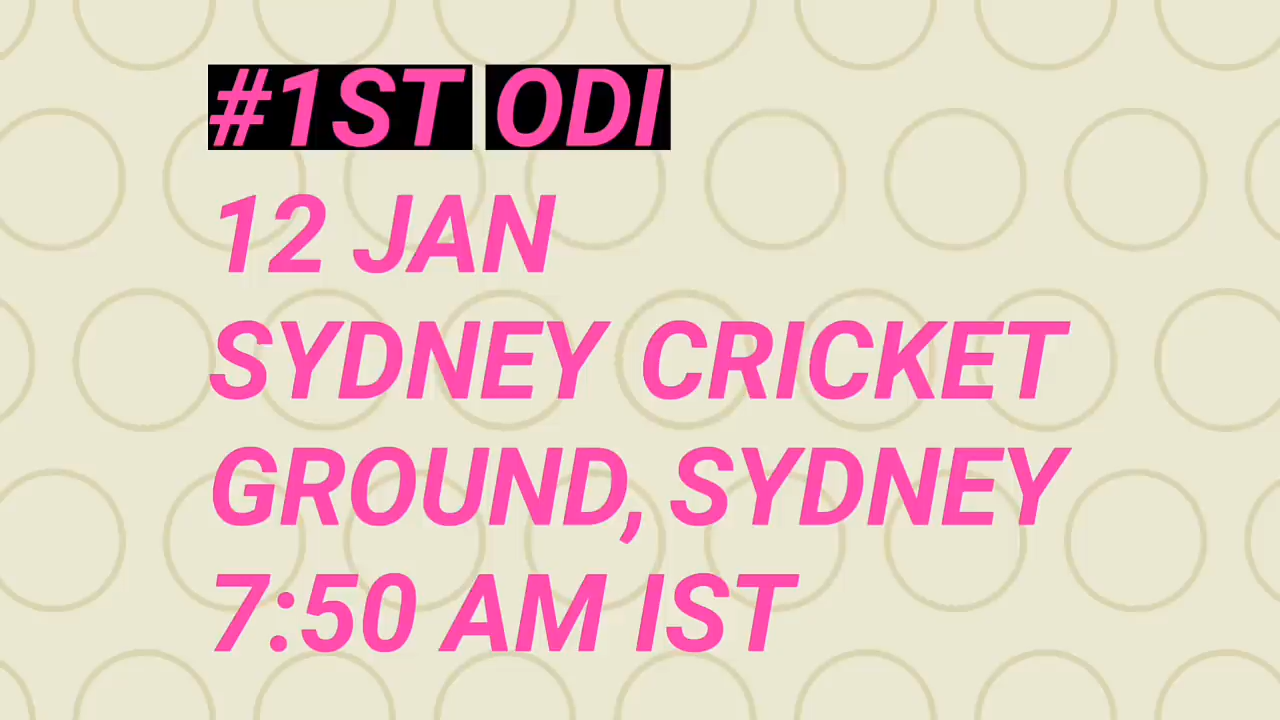 #1ST ODI
12 JAN
SYDNEY CRICKET
GROUND, SYDNEY
7:50 AM IST